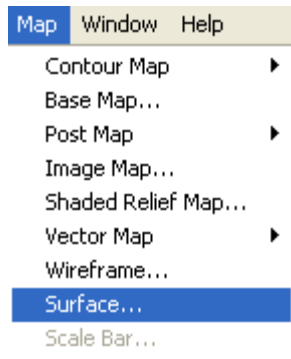 Map Window Help
Contour Map
Base Map...
Post Map
Image Map...
Shaded Relief Map...
Vector Map
Wireframe...
Surface...
Scale Bar...